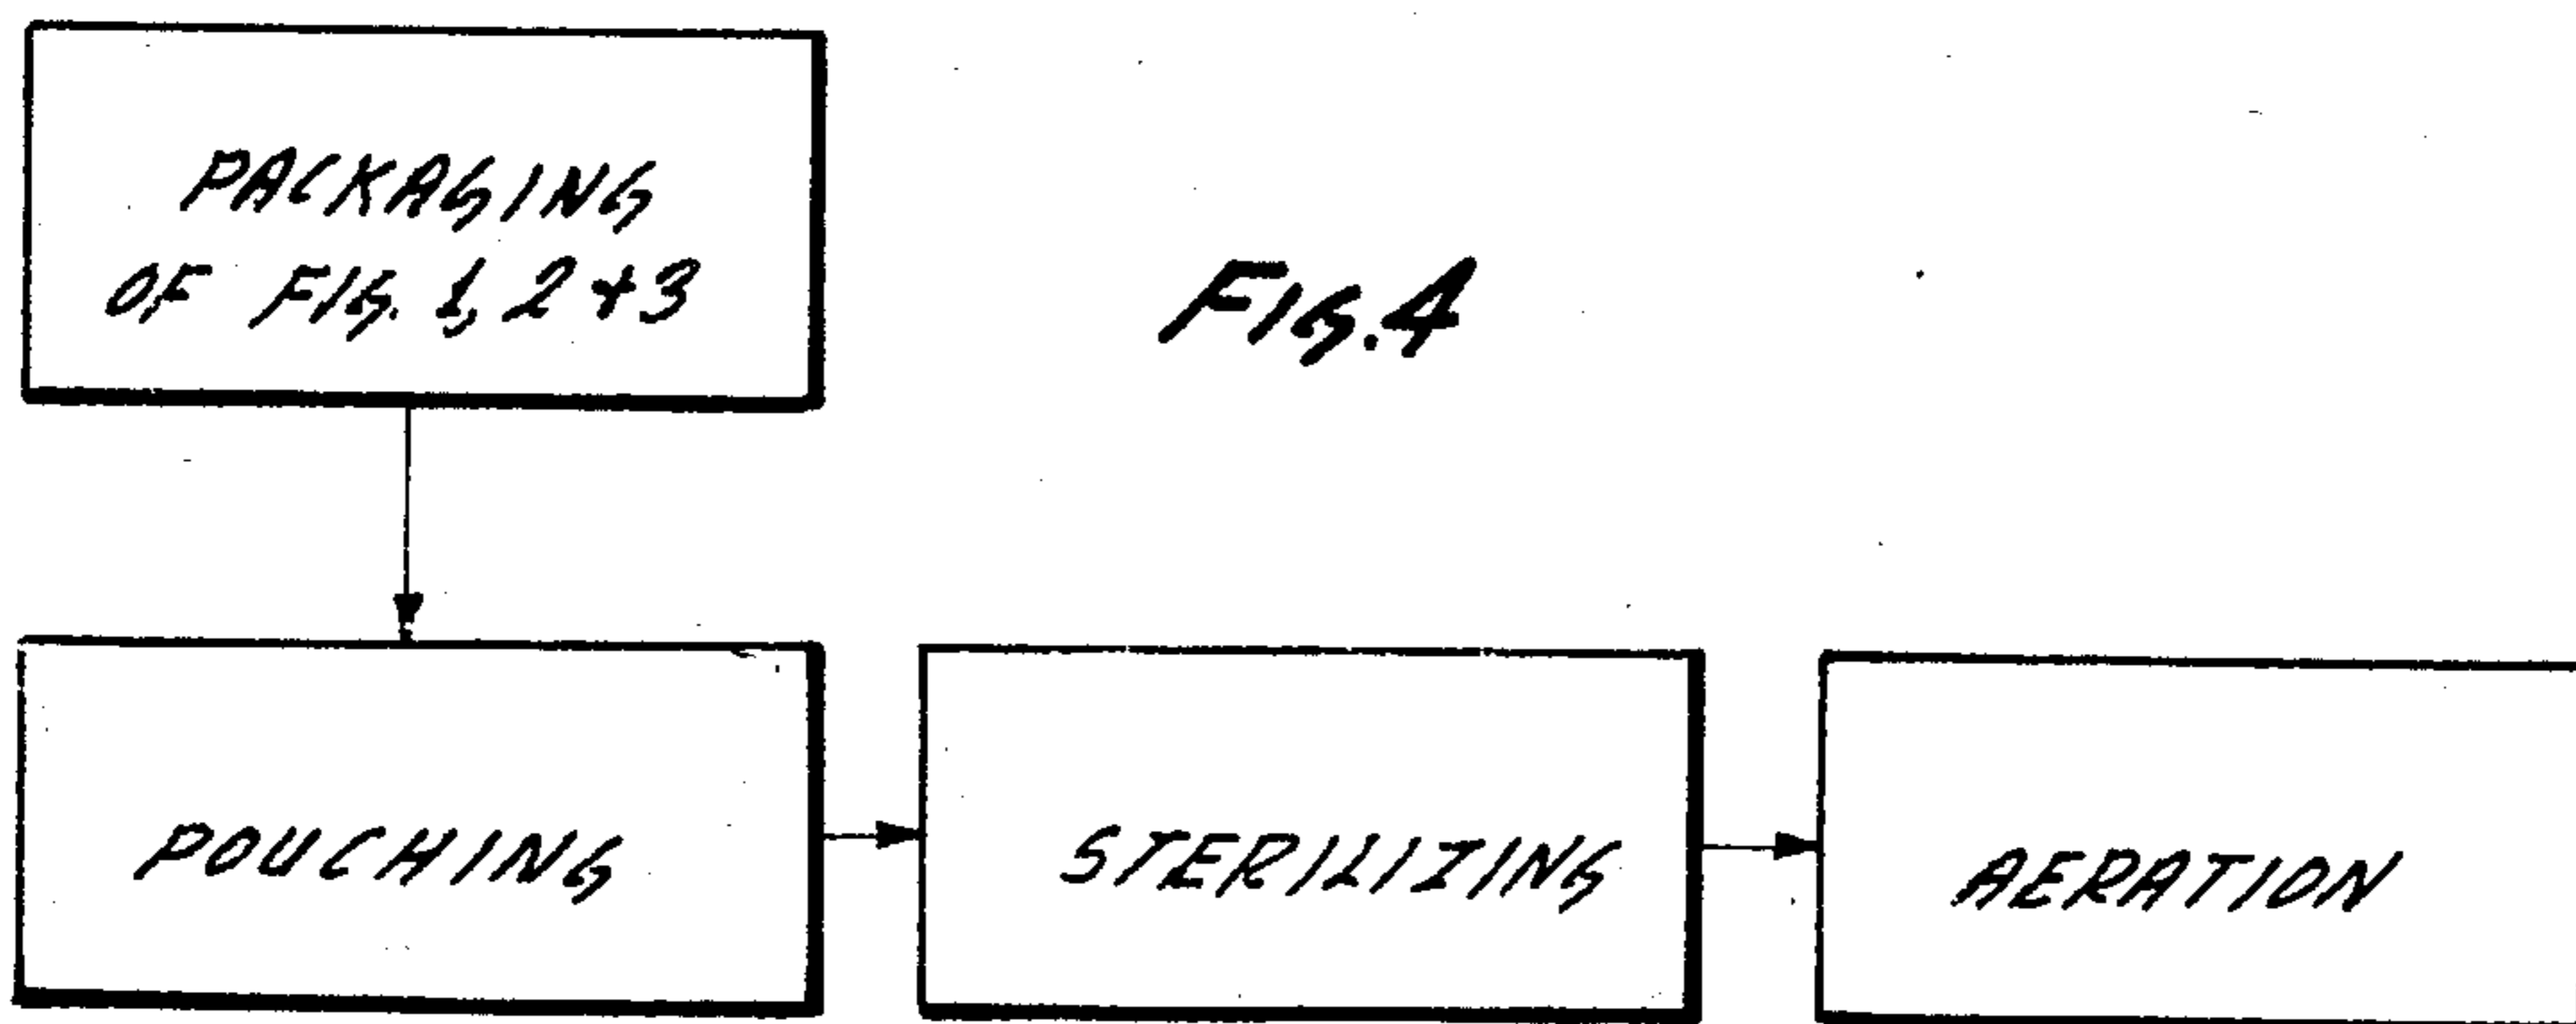 PACKAGING
OF FIG. 1, 2 + 3
FIG. 4
POUCHING
STERILIZING
AERATION